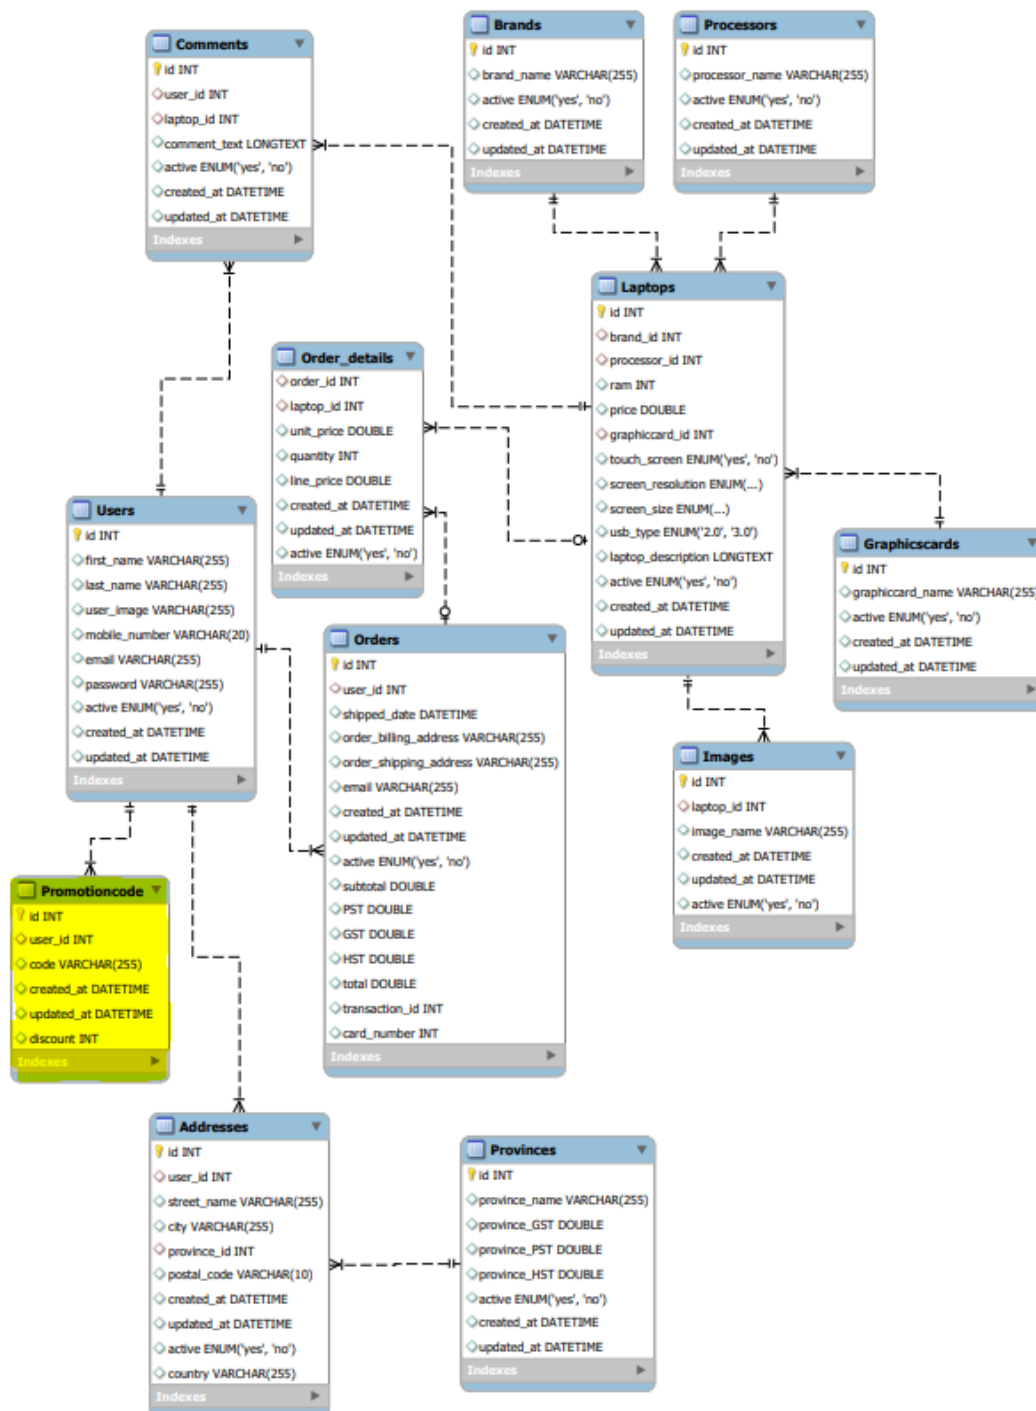 Comments
id INT
user_id INT
laptop_id INT
comment_text LONGTEXT
active ENUM('yes', 'no')
created_at DATETIME
updated_at DATETIME
Indexes
Brands
id INT
brand_name VARCHAR(255)
active ENUM('yes', 'no')
created_at DATETIME
updated_at DATETIME
Indexes
Processors
id INT
processor_name VARCHAR(255)
active ENUM('yes', 'no')
created_at DATETIME
updated_at DATETIME
Indexes
Laptops
id INT
brand_id INT
processor_id INT
ram INT
price DOUBLE
graphiccard_id INT
touch_screen ENUM('yes', 'no')
screen_resolution ENUM(...)
screen_size ENUM(...)
usb_type ENUM('2.0', '3.0')
laptop_description LONGTEXT
active ENUM('yes', 'no')
created_at DATETIME
updated_at DATETIME
Indexes
Order_details
order_id INT
laptop_id INT
unit_price DOUBLE
quantity INT
line_price DOUBLE
created_at DATETIME
updated_at DATETIME
active ENUM('yes', 'no')
Indexes
Users
id INT
first_name VARCHAR(255)
last_name VARCHAR(255)
user_image VARCHAR(255)
mobile_number VARCHAR(20)
email VARCHAR(255)
password VARCHAR(255)
active ENUM('yes', 'no')
created_at DATETIME
updated_at DATETIME
Indexes
Graphicscards
id INT
graphiccard_name VARCHAR(255)
active ENUM('yes', 'no')
created_at DATETIME
updated_at DATETIME
Indexes
Orders
id INT
user_id INT
shipped_date DATETIME
order_billing_address VARCHAR(255)
order_shipping_address VARCHAR(255)
email VARCHAR(255)
created_at DATETIME
updated_at DATETIME
active ENUM('yes', 'no')
subtotal DOUBLE
PST DOUBLE
GST DOUBLE
HST DOUBLE
total DOUBLE
transaction_id INT
card_number INT
Indexes
Images
id INT
laptop_id INT
image_name VARCHAR(255)
created_at DATETIME
updated_at DATETIME
active ENUM('yes', 'no')
Indexes
Promotioncode
id INT
user_id INT
code VARCHAR(255)
created_at DATETIME
updated_at DATETIME
discount INT
Indexes
Addresses
id INT
user_id INT
street_name VARCHAR(255)
city VARCHAR(255)
province_id INT
postal_code VARCHAR(10)
created_at DATETIME
updated_at DATETIME
active ENUM('yes', 'no')
country VARCHAR(255)
Indexes
Provinces
id INT
province_name VARCHAR(255)
province_GST DOUBLE
province_PST DOUBLE
province_HST DOUBLE
active ENUM('yes', 'no')
created_at DATETIME
updated_at DATETIME
Indexes